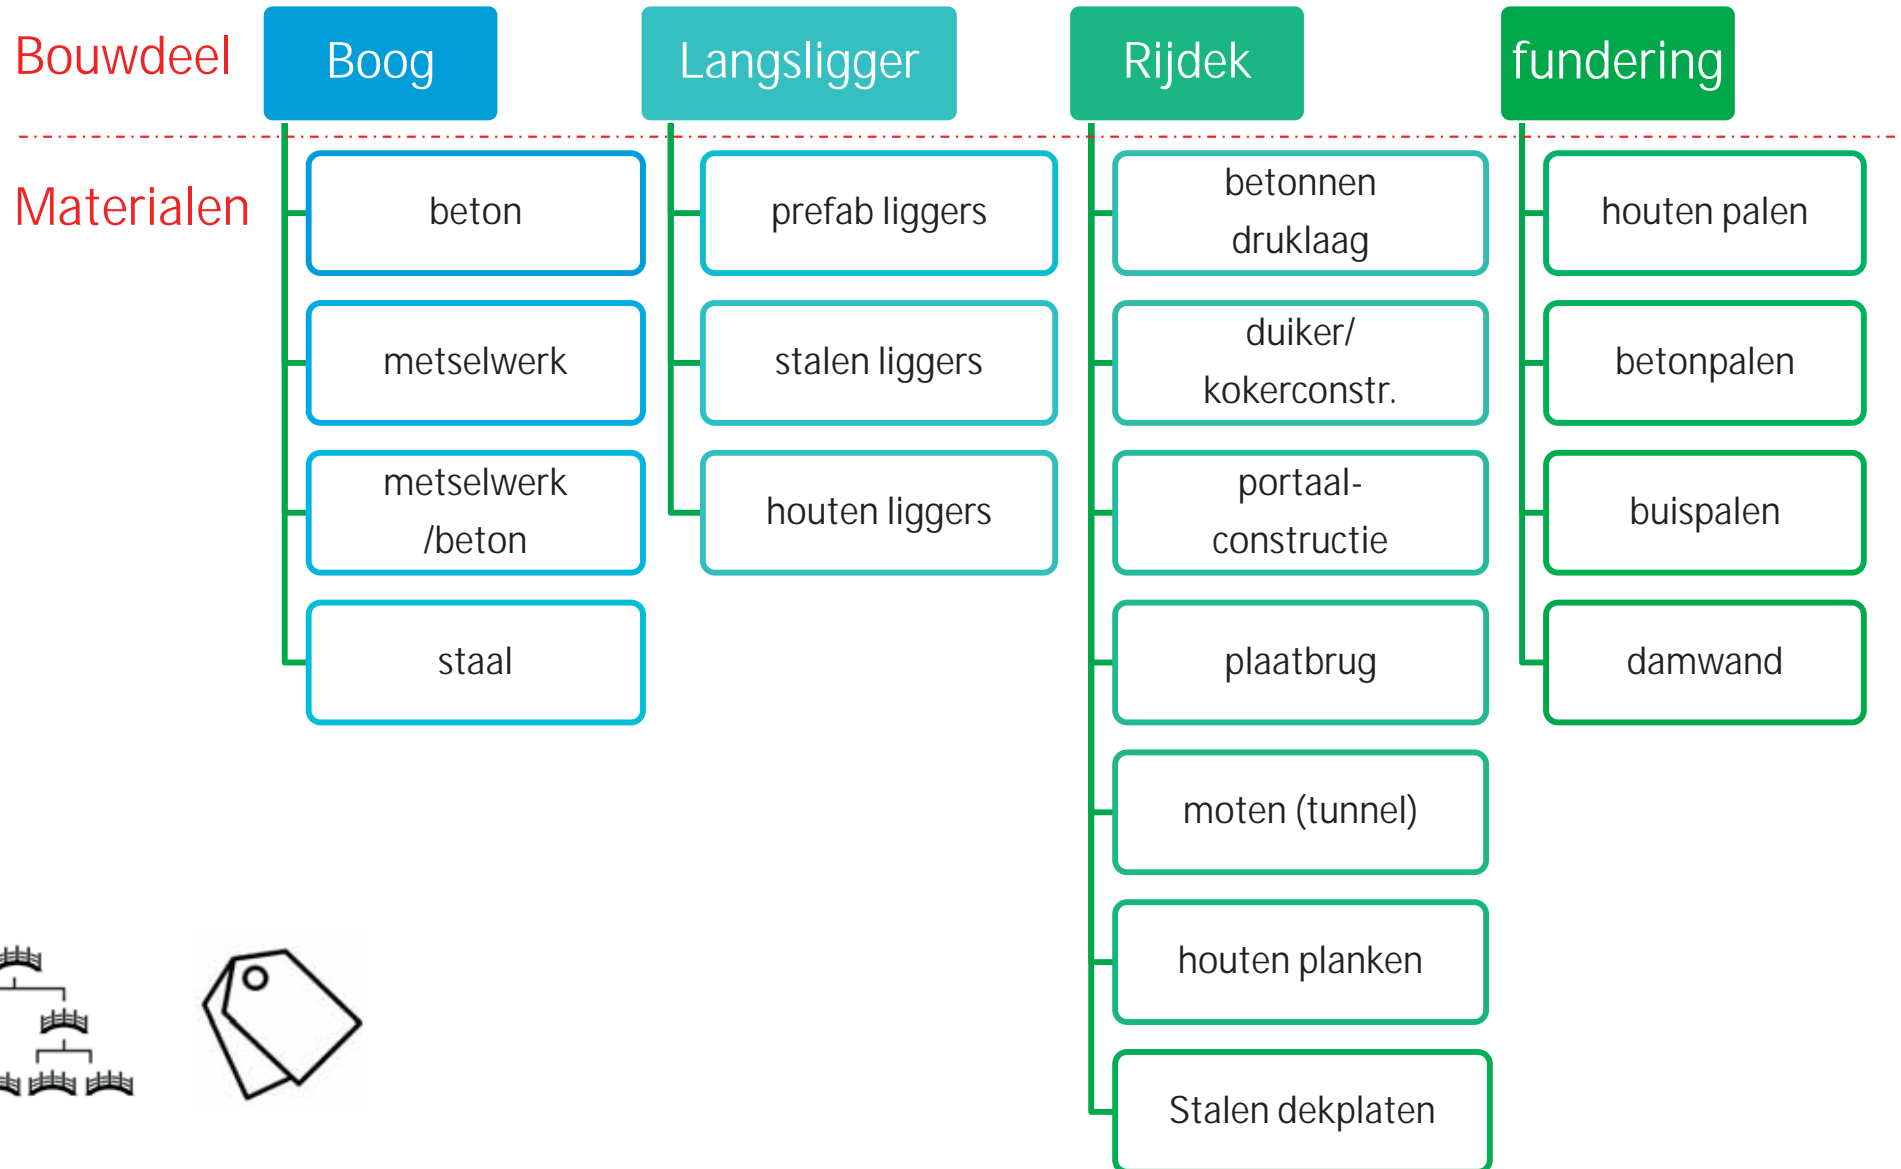 Bouwdeel
Boog
Langsligger
Rijdek
fundering
Materialen
beton
metselwerk
metselwerk
/beton
staal
prefab liggers
stalen liggers
houten liggers
betonnen
druklaag
duiker/
kokerconstr.
portaal-
constructie
plaatbrug
moten (tunnel)
houten planken
Stalen dekplaten
houten palen
betonpalen
buispalen
damwand